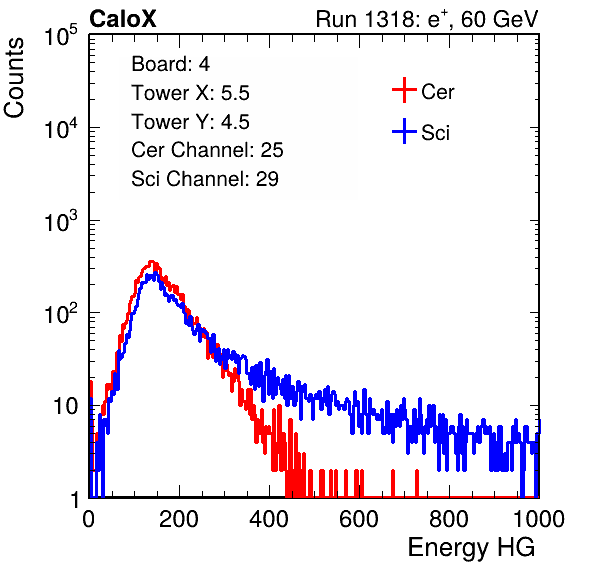 CaloX Run 1318: e⁺, 60 GeV
Counts
Board: 4
Tower X: 5.5
Tower Y: 4.5
Cer Channel: 25
Sci Channel: 29
Cer
Sci
10⁵
10⁴
10³
10²
10
1
0 200 400 600 800 1000
Energy HG